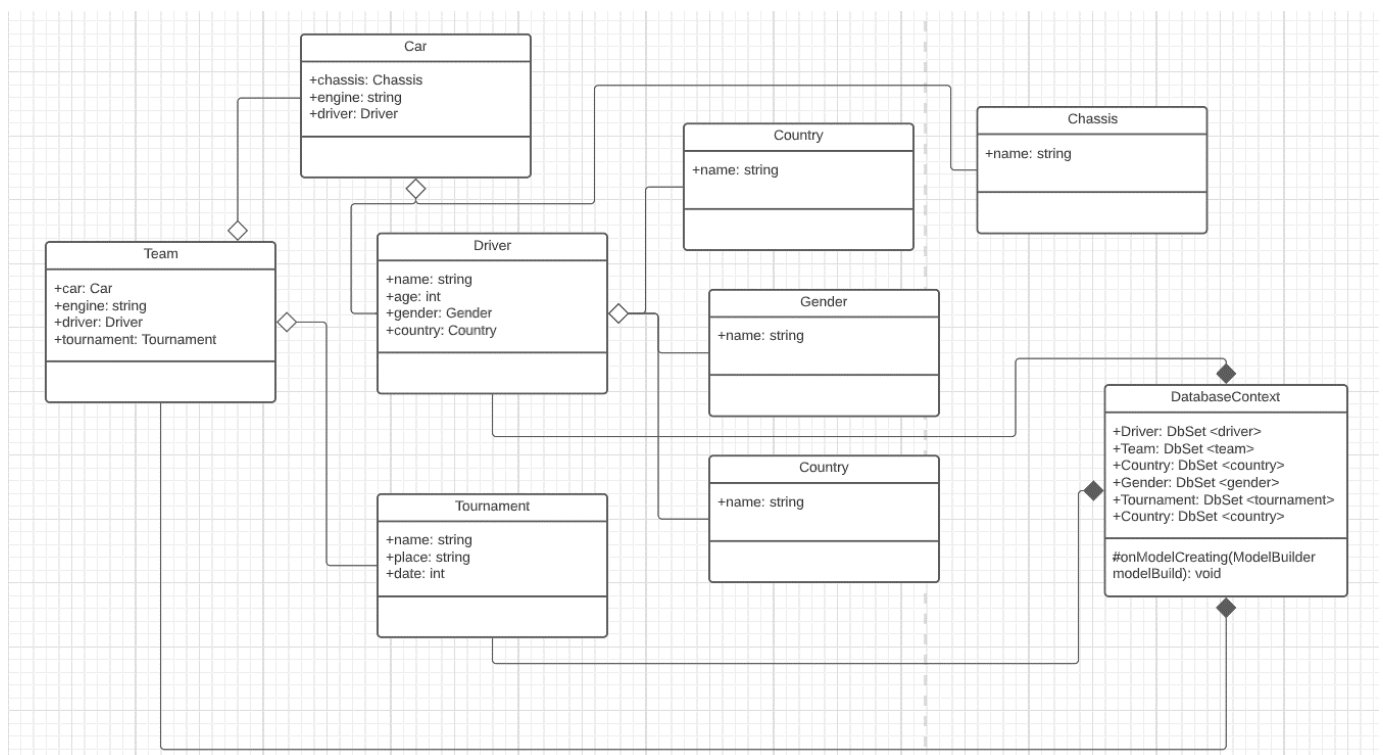 Car
+chassis: Chassis
+engine: string
+driver: Driver
Country
+name: string
Chassis
+name: string
Team
+car: Car
+engine: string
+driver: Driver
+tournament: Tournament
Driver
+name: string
+age: int
+gender: Gender
+country: Country
Gender
+name: string
DatabaseContext
+Driver: DbSet <driver>
+Team: DbSet <team>
+Country: DbSet <country>
+Gender: DbSet <gender>
+Tournament: DbSet <tournament>
+Country: DbSet <country>
#onModelCreating(ModelBuilder
modelBuild): void
Country
+name: string
Tournament
+name: string
+place: string
+date: int